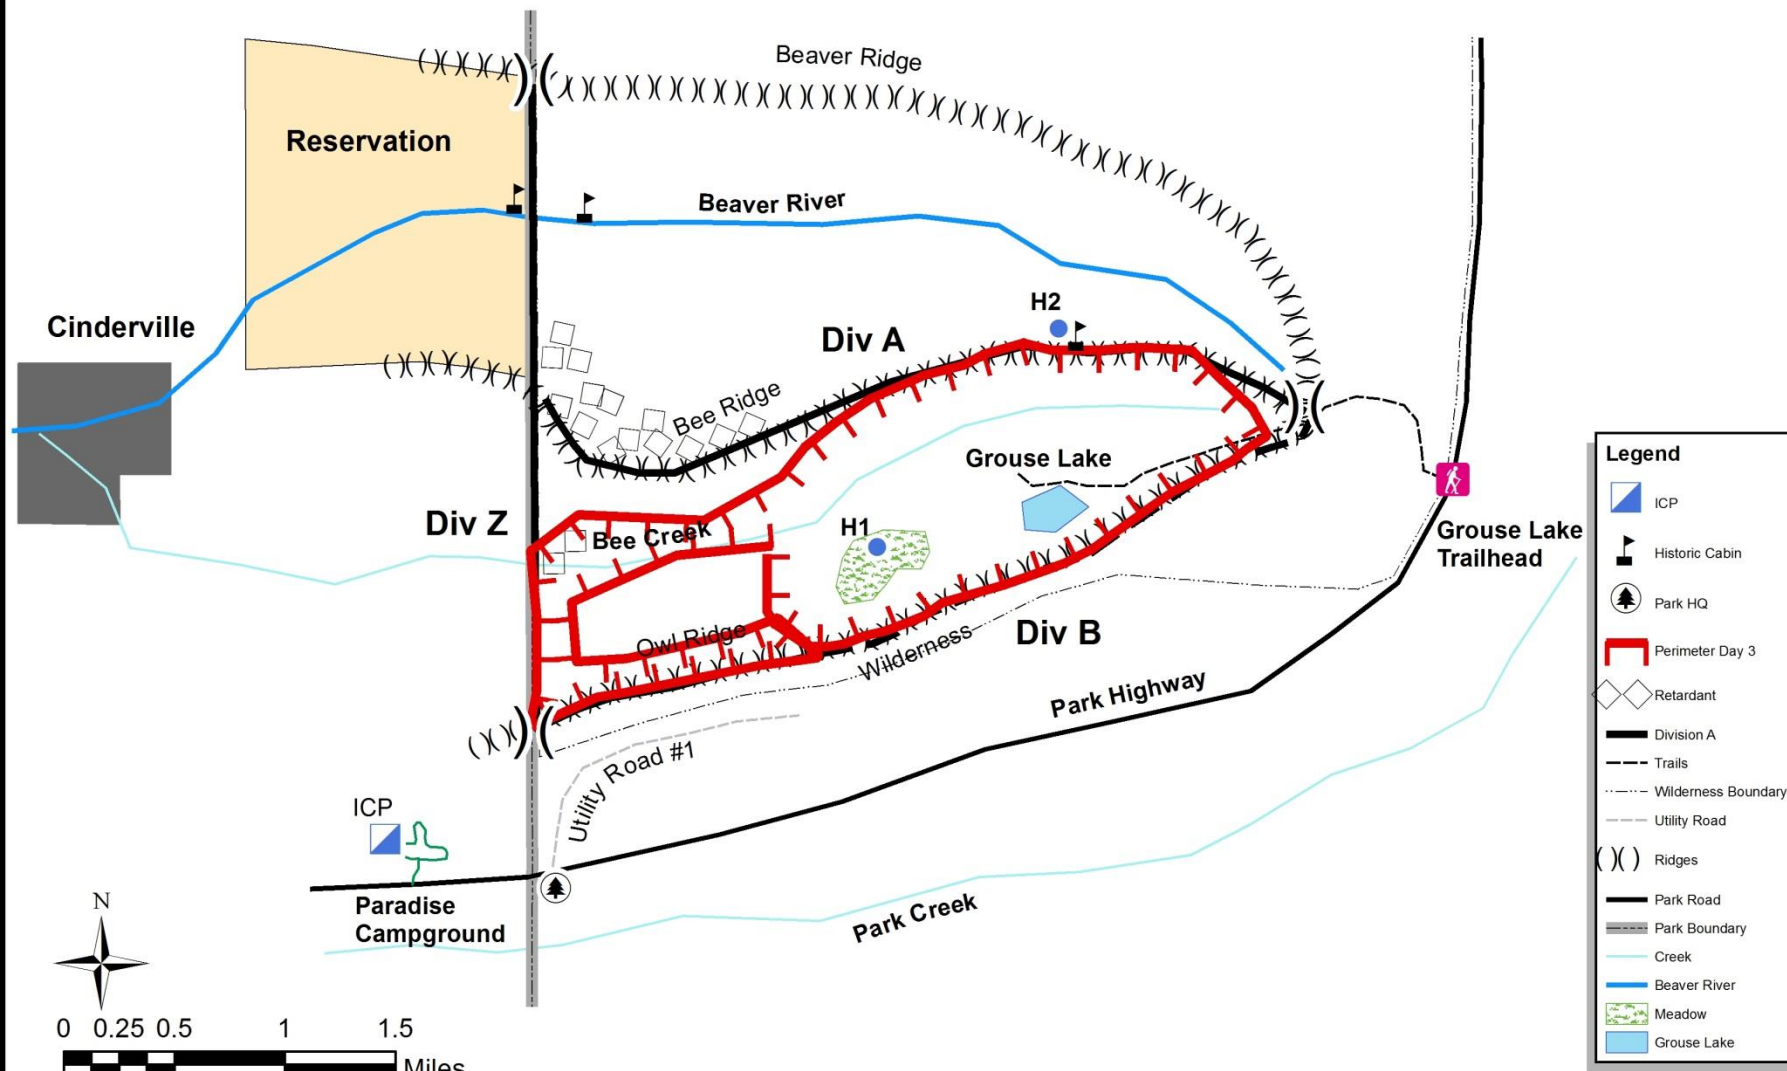 Beaver Ridge
Reservation
Beaver River
Cinderville
H2
Div A
Bee Ridge
Grouse Lake
Div Z
Bee Creek
H1
Grouse Lake
Trailhead
Owl Ridge
Wilderness
Div B
Park Highway
Utility Road #1
ICP
Paradise
Campground
Park Creek
N
0 0.25 0.5 1 1.5
Miles
Legend
ICP
Historic Cabin
Park HQ
Perimeter Day 3
Retardant
Division A
Trails
Wilderness Boundary
Utility Road
Ridges
Park Road
Park Boundary
Creek
Beaver River
Meadow
Grouse Lake